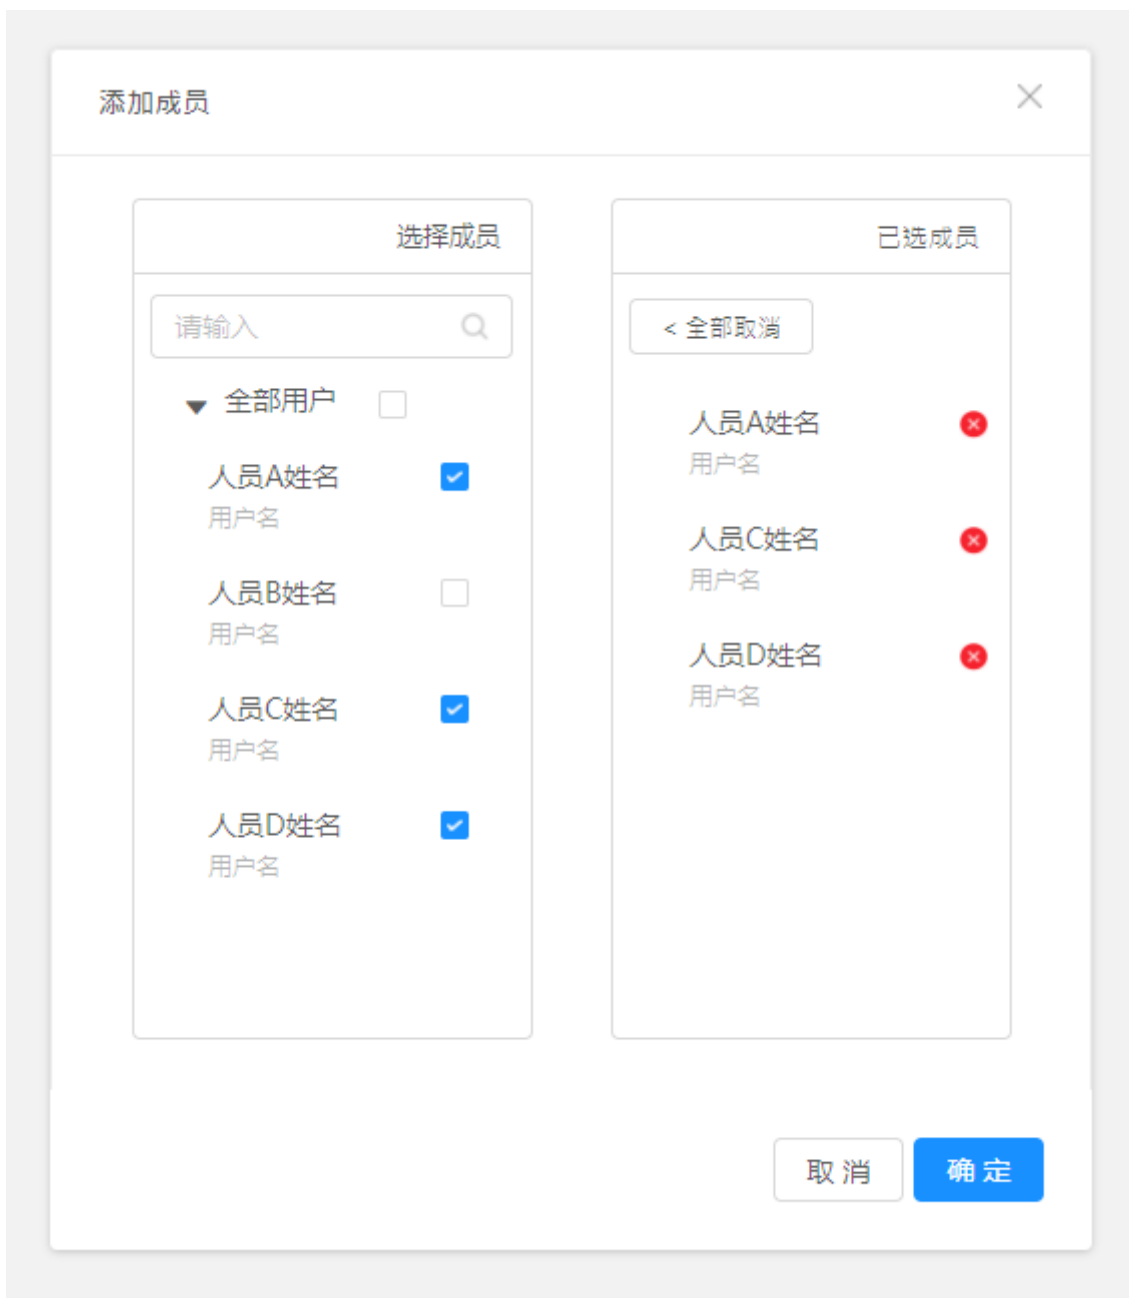 添加成员
选择成员
请输入
全部用户
人员A姓名
用户名
人员B姓名
用户名
人员C姓名
用户名
人员D姓名
用户名
已选成员
< 全部取消
人员A姓名
用户名
人员C姓名
用户名
人员D姓名
用户名
取 消
确 定